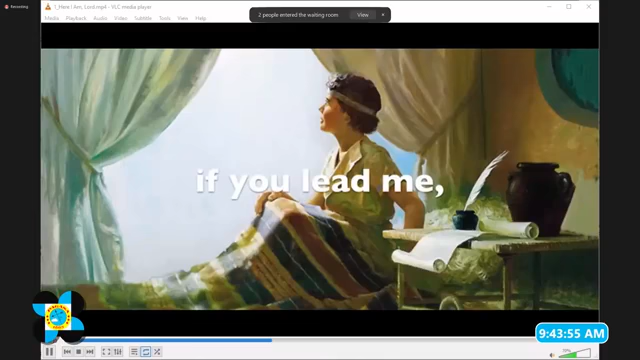 Recording
1_Here I Am, Lord.mp4 - VLC media player
2 people entered the waiting room
View
Media Playback Audio Video Subtitle Tools View Help
if you lead me,
9:43:55 AM